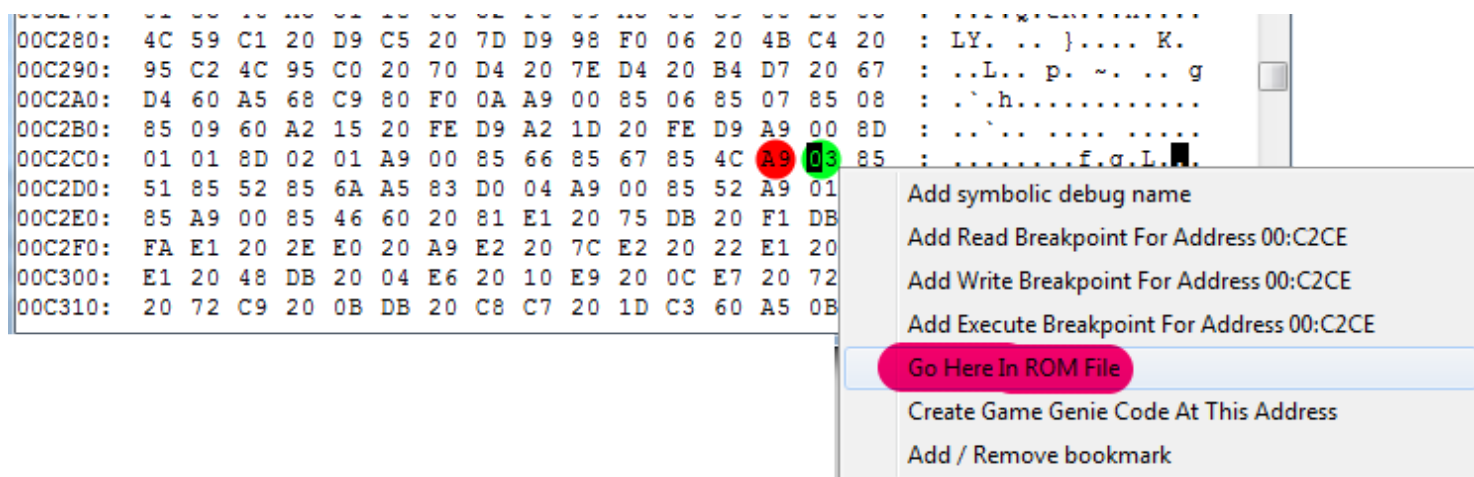 00C280: 4C 59 C1 20 D9 C5 20 7D D9 98 F0 06 20 4B C4 20 : LY. .. }.... K.
00C290: 95 C2 4C 95 C0 20 70 D4 20 7E D4 20 B4 D7 20 67 : ..L.. p. ~. .. g
00C2A0: D4 60 A5 68 C9 80 F0 0A A9 00 85 06 85 07 85 08 : .`.h............
00C2B0: 85 09 60 A2 15 20 FE D9 A2 1D 20 FE D9 A9 00 8D : ..`.. .... .....
00C2C0: 01 01 8D 02 01 A9 00 85 66 85 67 85 4C A9 03 85 : ........f.g.L...
00C2D0: 51 85 52 85 6A A5 83 D0 04 A9 00 85 52 A9 01
00C2E0: 85 A9 00 85 46 60 20 81 E1 20 75 DB 20 F1 DB
00C2F0: FA E1 20 2E E0 20 A9 E2 20 7C E2 20 22 E1 20
00C300: E1 20 48 DB 20 04 E6 20 10 E9 20 0C E7 20 72
00C310: 20 72 C9 20 0B DB 20 C8 C7 20 1D C3 60 A5 0B
Add symbolic debug name
Add Read Breakpoint For Address 00:C2CE
Add Write Breakpoint For Address 00:C2CE
Add Execute Breakpoint For Address 00:C2CE
Go Here In ROM File
Create Game Genie Code At This Address
Add / Remove bookmark